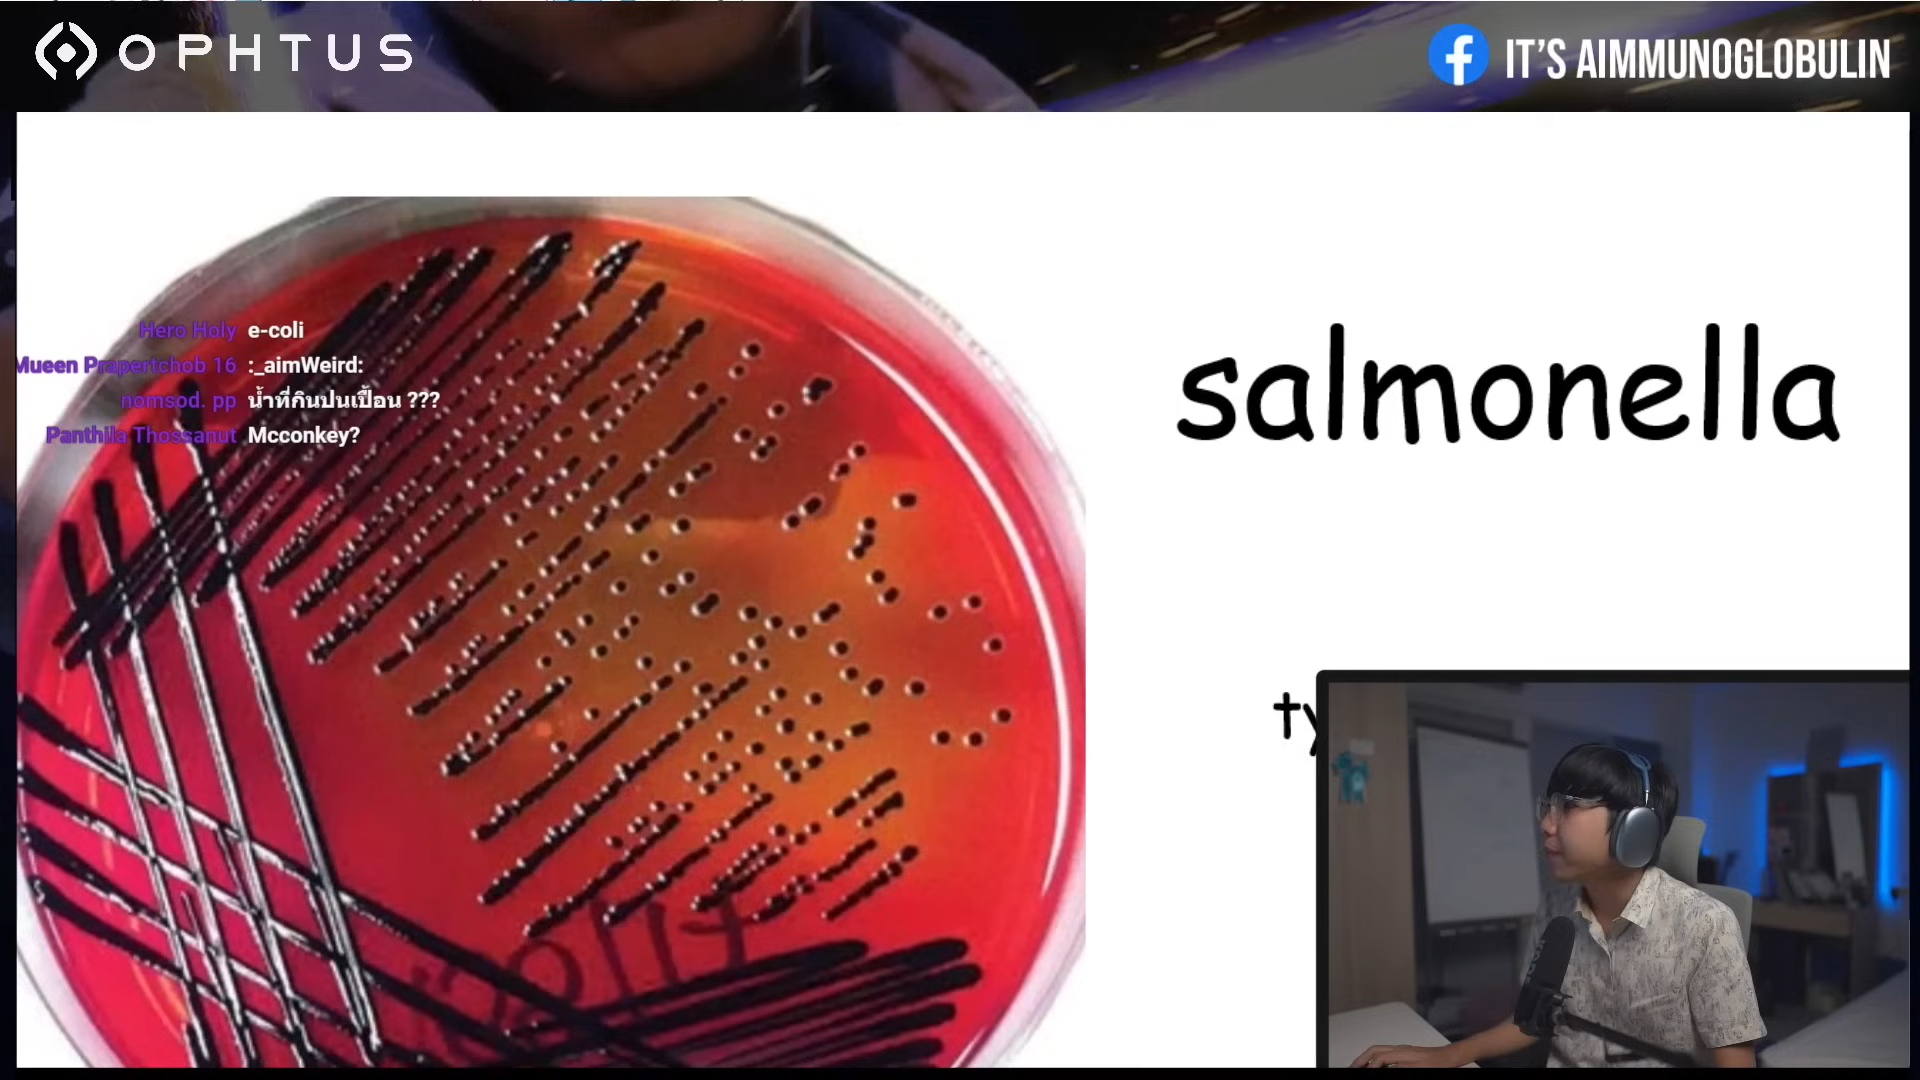 OPHTUS
IT'S AIMMUNOGLOBULIN
Hero Holy e-coli
Mueen Prapertchob 16 :_aimWeird:
nomsod. pp น้ำที่กินปนเปื้อน ???
Panthila Thossanut Mcconkey?
salmonella
ty